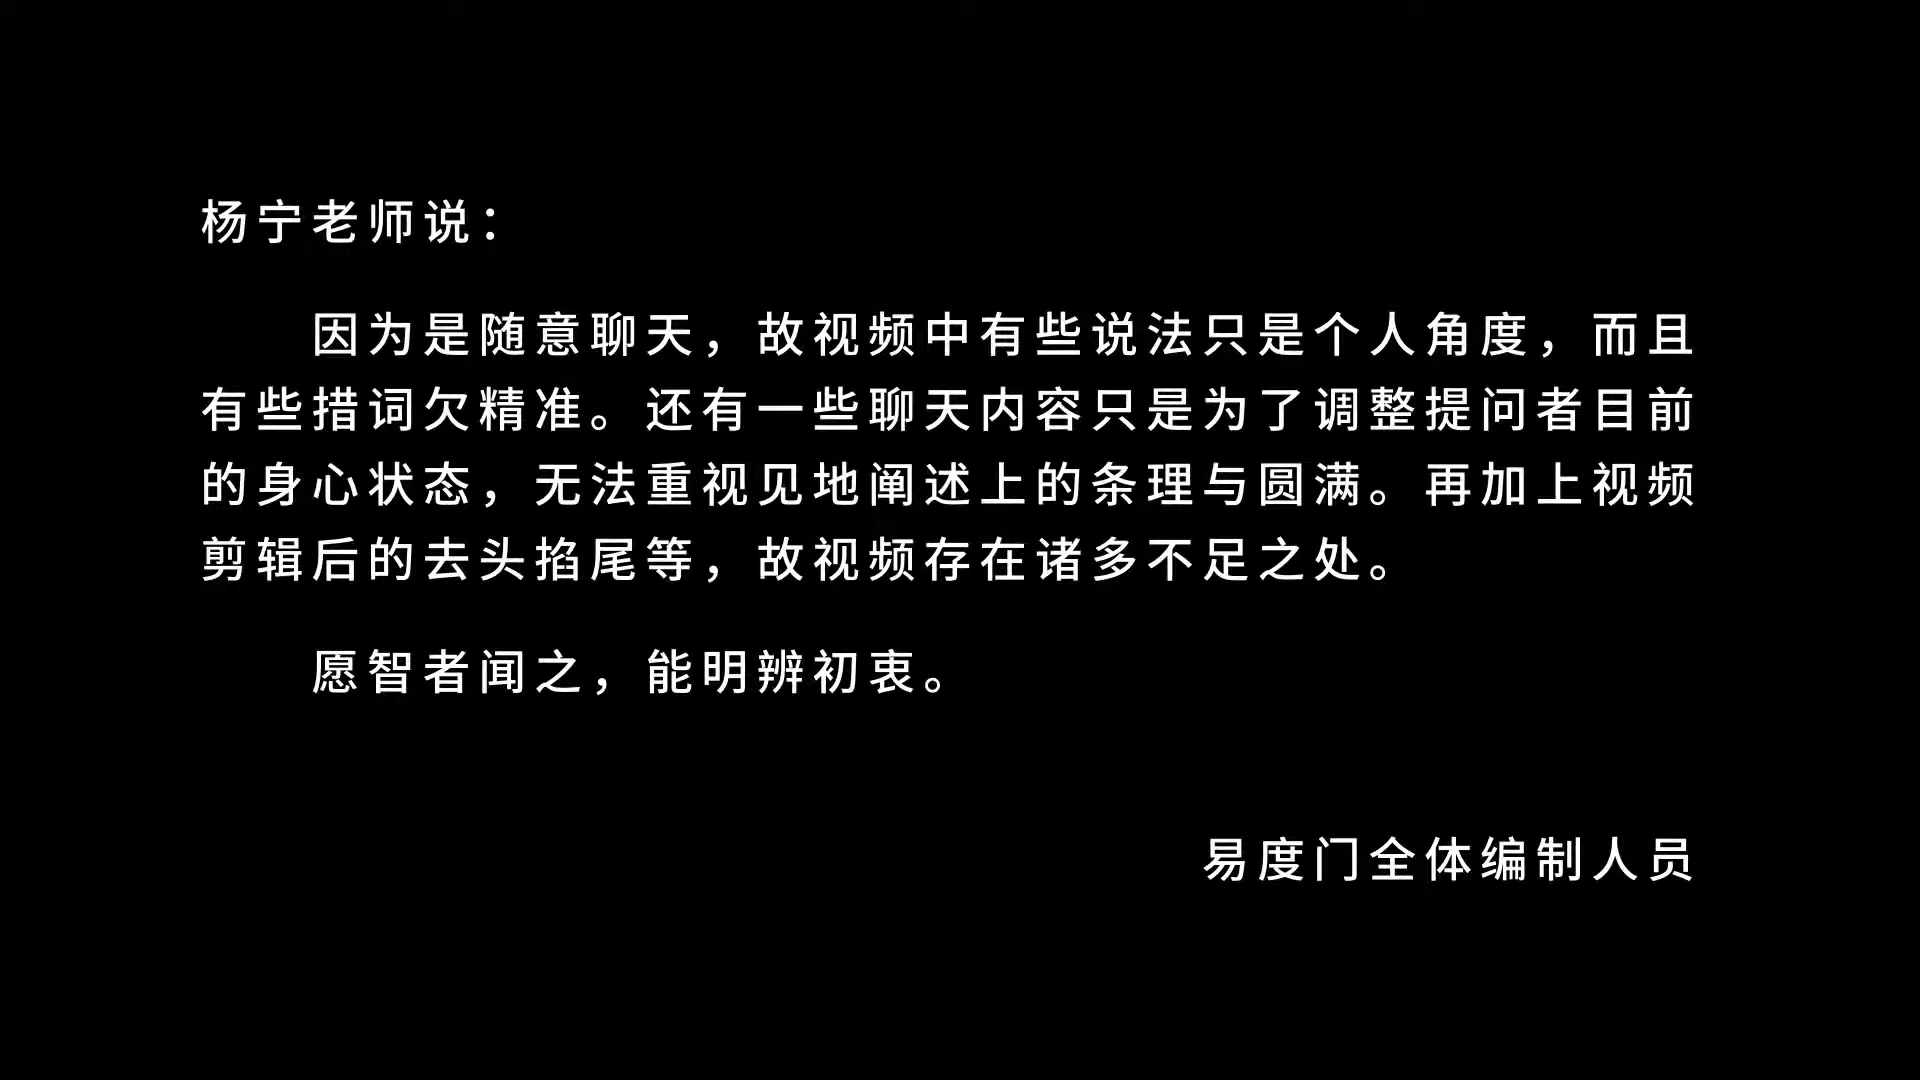 杨宁老师说：
因为是随意聊天，故视频中有些说法只是个人角度，而且
有些措词欠精准。还有一些聊天内容只是为了调整提问者目前
的身心状态，无法重视见地阐述上的条理与圆满。再加上视频
剪辑后的去头掐尾等，故视频存在诸多不足之处。
愿智者闻之，能明辨初衷。
易度门全体编制人员